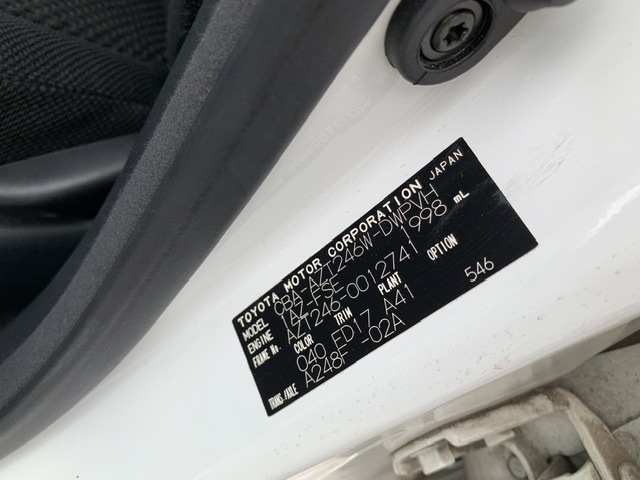 TOYOTA MOTOR CORPORATION JAPAN
MODEL CBA-AZT246W-DWPVH
ENGINE 1AZ-FSE 1998 mL
FRAME No. AZT246-0012741
COLOR TRIM PLANT OPTION
040 FD17 A41 546
TRANS./AXLE A248F -02A